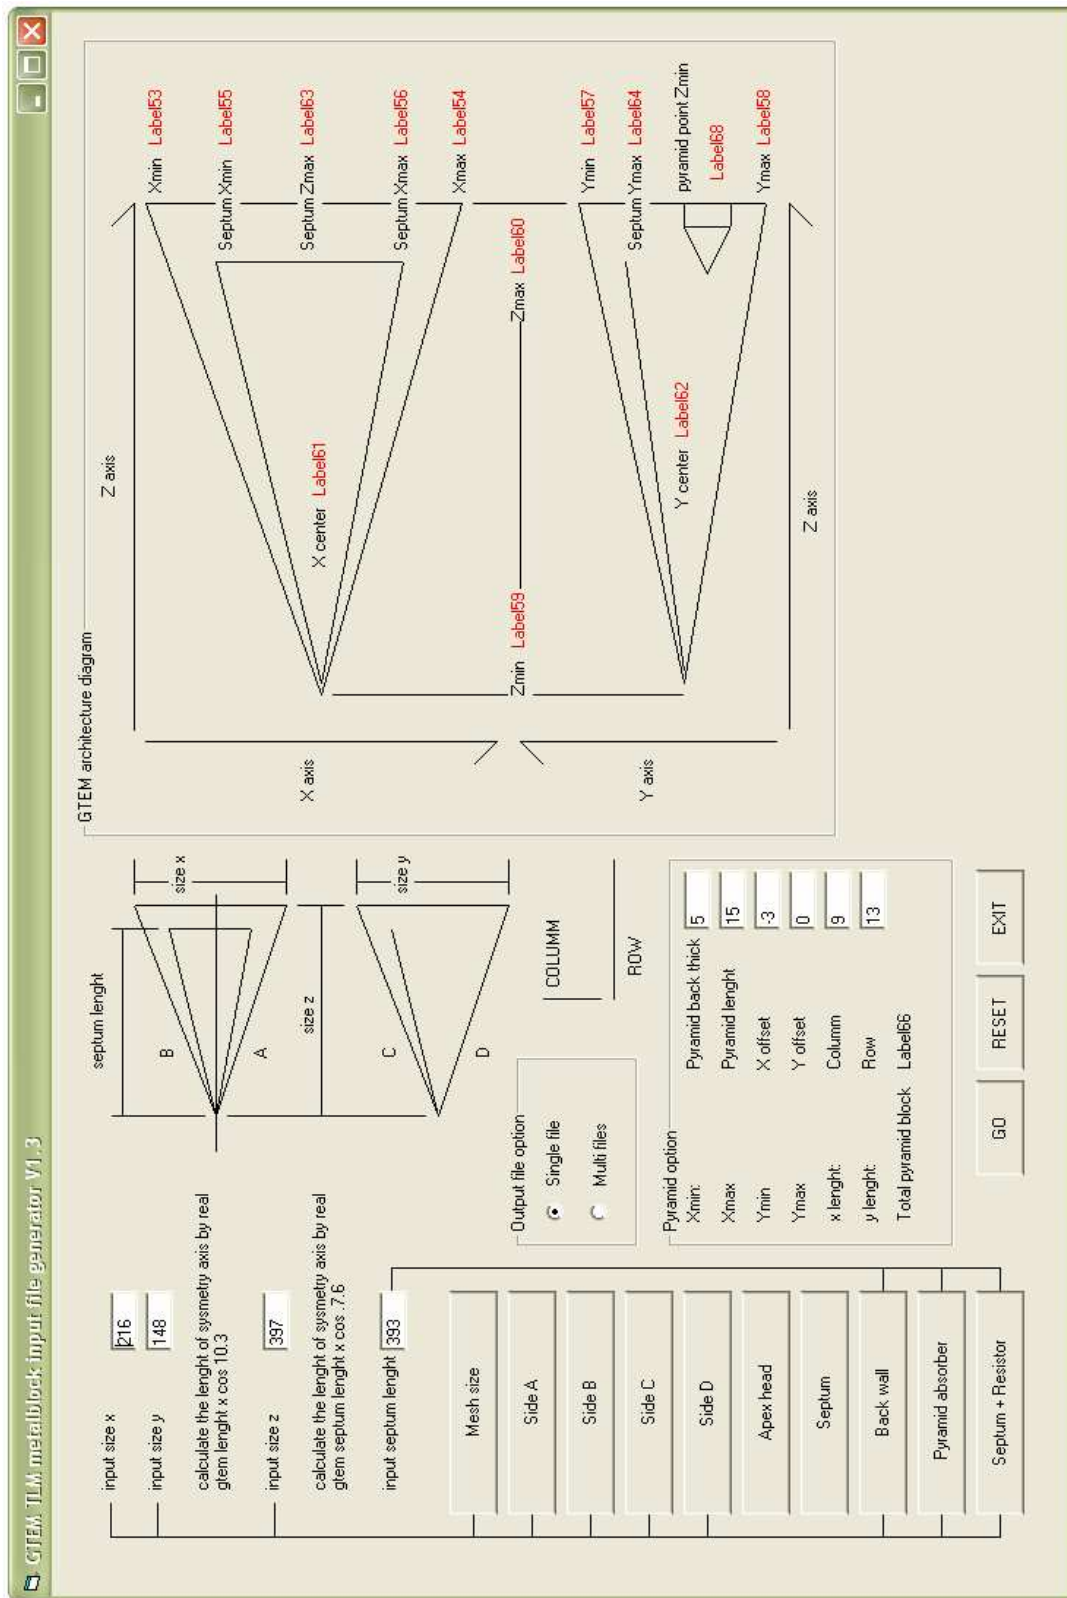 GTEM TLM metalblock input file generator V1.3
input size x 216
input size y 148
calculate the lenght of sysmetry axis by real
gtem lenght x cos 10.3
input size z 397
calculate the lenght of sysmetry axis by real
gtem septum lenght x cos .7.6
input septum lenght 393
Mesh size
Side A
Side B
Side C
Side D
Apex head
Septum
Back wall
Pyramid absorber
Septum + Resistor
septum lenght
B
A
size x
size z
C
D
size y
COLUMM
ROW
Output file option
Single file
Multi files
Pyramid option
Xmin: Pyramid back thick 5
Xmax Pyramid lenght 15
Ymin X offset -3
Ymax Y offset 0
x lenght: Columm 9
y lenght: Row 13
Total pyramid block Label66
GO
RESET
EXIT
GTEM architecture diagram
Z axis
X axis
Xmin Label53
Septum Xmin Label55
X center Label61
Septum Zmax Label63
Septum Xmax Label56
Xmax Label54
Zmin Label59
Zmax Label60
Y axis
Ymin Label57
Septum Ymax Label64
Y center Label62
pyramid point Zmin
Label68
Ymax Label58
Z axis